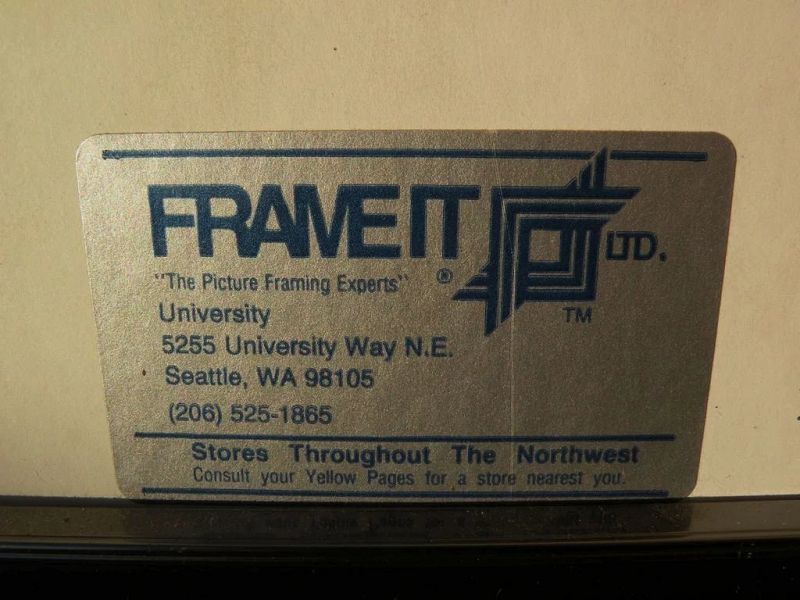 FRAME IT LTD.
"The Picture Framing Experts" ® TM
University
5255 University Way N.E.
Seattle, WA 98105
(206) 525-1865
Stores Throughout The Northwest
Consult your Yellow Pages for a store nearest you.